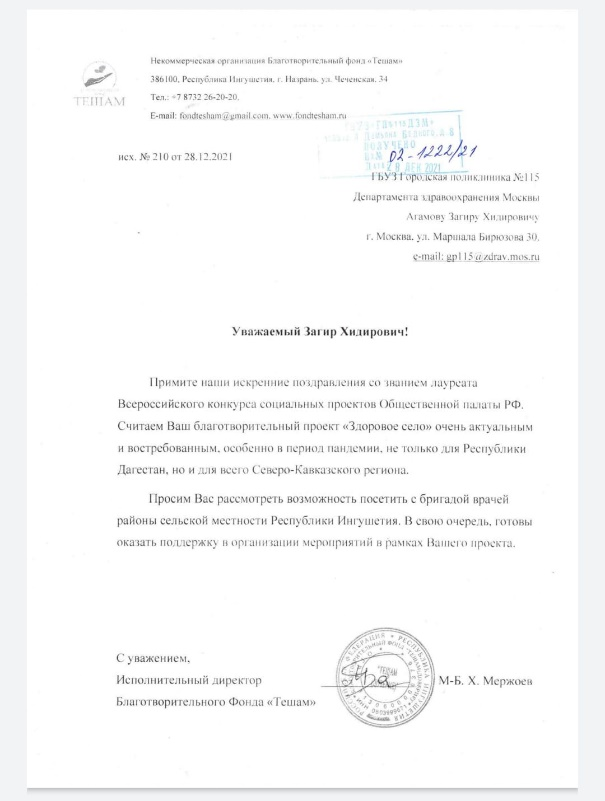 Некоммерческая организация Благотворительный фонд «Тешам»
386100, Республика Ингушетия, г. Назрань, ул. Чеченская, 34
ТЕШАМ
Тел.: +7 8732 26-20-20,
E-mail: fondtesham@gmail.com, www.fondtesham.ru
ПОЛУЧЕНО
02-1222/21
28 ДЕК 2021
исх. № 210 от 28.12.2021
ГБУЗ Городская поликлиника №115
Департамента здравоохранения Москвы
Агамову Загиру Хидировичу
г. Москва, ул. Маршала Бирюзова 30,
e-mail: gp115@zdrav.mos.ru
Уважаемый Загир Хидирович!
Примите наши искренние поздравления со званием лауреата
Всероссийского конкурса социальных проектов Общественной палаты РФ.
Считаем Ваш благотворительный проект «Здоровое село» очень актуальным
и востребованным, особенно в период пандемии, не только для Республики
Дагестан, но и для всего Северо-Кавказского региона.
Просим Вас рассмотреть возможность посетить с бригадой врачей
районы сельской местности Республики Ингушетия. В свою очередь, готовы
оказать поддержку в организации мероприятий в рамках Вашего проекта.
С уважением,
Исполнительный директор
М-Б. Х. Мержоев
Благотворительного Фонда «Тешам»
"ТЕШАМ